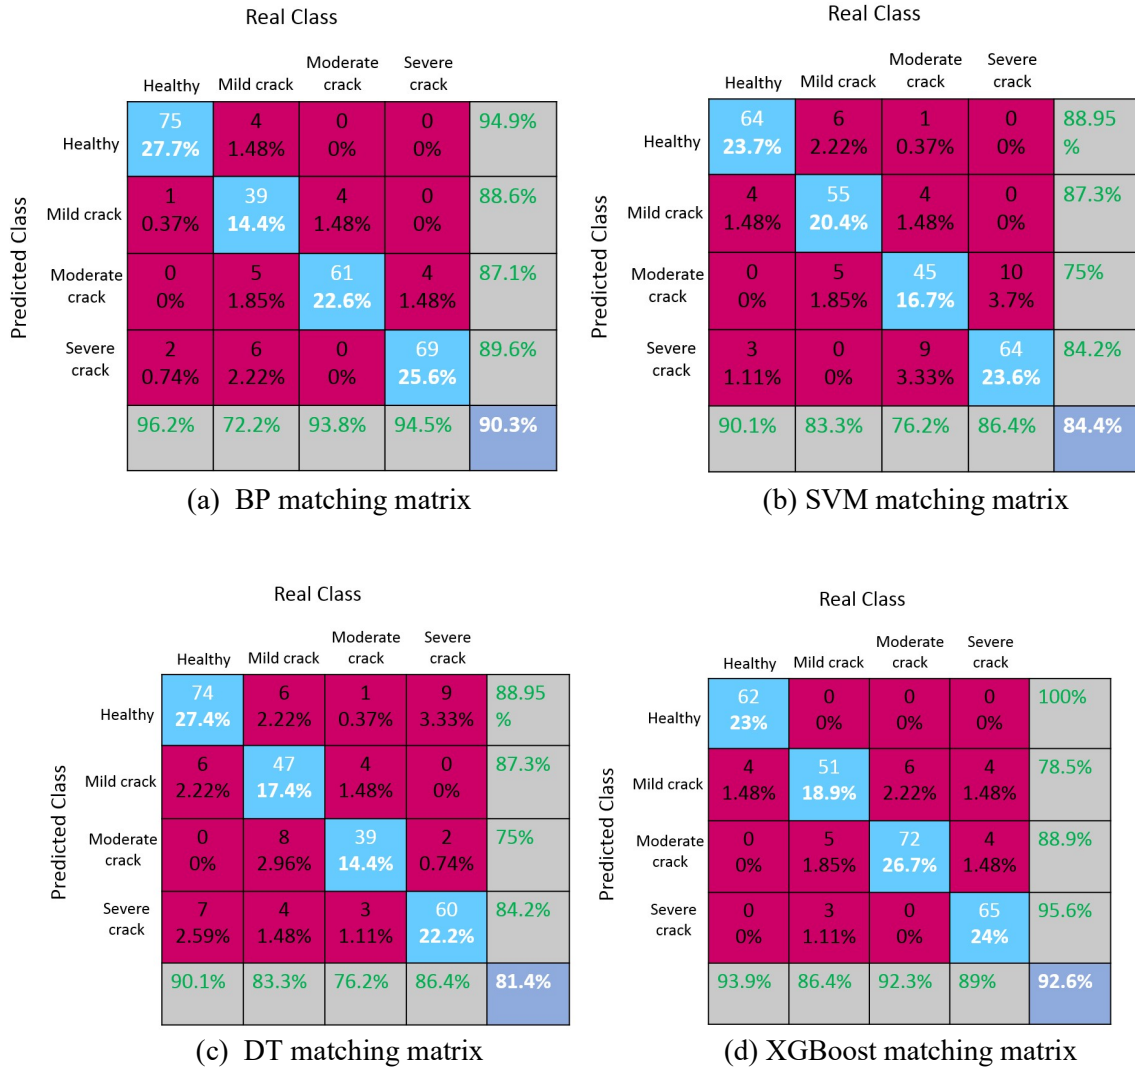 Real Class
Healthy Mild crack Moderate crack Severe crack
Predicted Class
Healthy 75 4 0 0 94.9%
27.7% 1.48% 0% 0%
Mild crack 1 39 4 0 88.6%
0.37% 14.4% 1.48% 0%
Moderate crack 0 5 61 4 87.1%
0% 1.85% 22.6% 1.48%
Severe crack 2 6 0 69 89.6%
0.74% 2.22% 0% 25.6%
96.2% 72.2% 93.8% 94.5% 90.3%
(a) BP matching matrix
Real Class
Healthy Mild crack Moderate crack Severe crack
Predicted Class
Healthy 64 6 1 0 88.95%
23.7% 2.22% 0.37% 0%
Mild crack 4 55 4 0 87.3%
1.48% 20.4% 1.48% 0%
Moderate crack 0 5 45 10 75%
0% 1.85% 16.7% 3.7%
Severe crack 3 0 9 64 84.2%
1.11% 0% 3.33% 23.6%
90.1% 83.3% 76.2% 86.4% 84.4%
(b) SVM matching matrix
Real Class
Healthy Mild crack Moderate crack Severe crack
Predicted Class
Healthy 74 6 1 9 88.95%
27.4% 2.22% 0.37% 3.33%
Mild crack 6 47 4 0 87.3%
2.22% 17.4% 1.48% 0%
Moderate crack 0 8 39 2 75%
0% 2.96% 14.4% 0.74%
Severe crack 7 4 3 60 84.2%
2.59% 1.48% 1.11% 22.2%
90.1% 83.3% 76.2% 86.4% 81.4%
(c) DT matching matrix
Real Class
Healthy Mild crack Moderate crack Severe crack
Predicted Class
Healthy 62 0 0 0 100%
23% 0% 0% 0%
Mild crack 4 51 6 4 78.5%
1.48% 18.9% 2.22% 1.48%
Moderate crack 0 5 72 4 88.9%
0% 1.85% 26.7% 1.48%
Severe crack 0 3 0 65 95.6%
0% 1.11% 0% 24%
93.9% 86.4% 92.3% 89% 92.6%
(d) XGBoost matching matrix